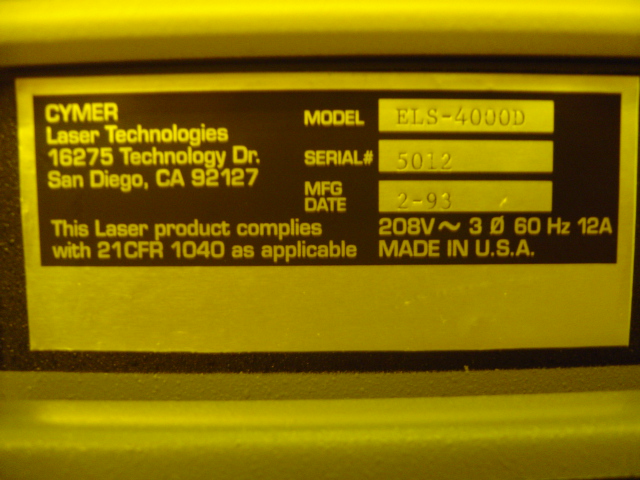 CYMER
Laser Technologies
16275 Technology Dr.
San Diego, CA 92127
MODEL ELS-4000D
SERIAL# 5012
MFG
DATE 2-93
This Laser product complies
with 21CFR 1040 as applicable
208V ~ 3 Ø 60 Hz 12A
MADE IN U.S.A.